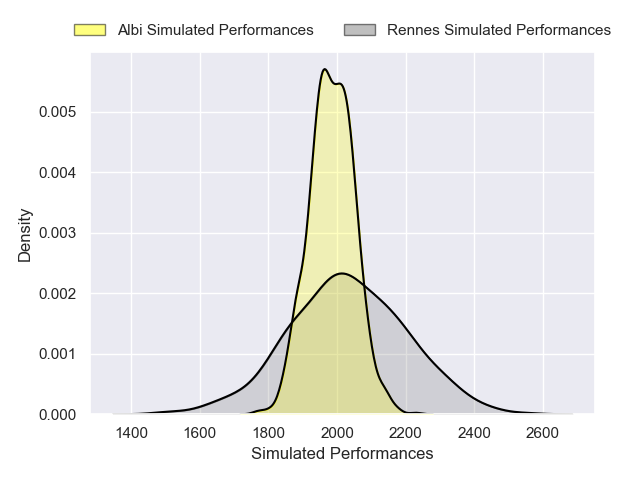 Albi Simulated Performances Rennes Simulated Performances
Density
0.005
0.004
0.003
0.002
0.001
0.000
1400 1600 1800 2000 2200 2400 2600
Simulated Performances